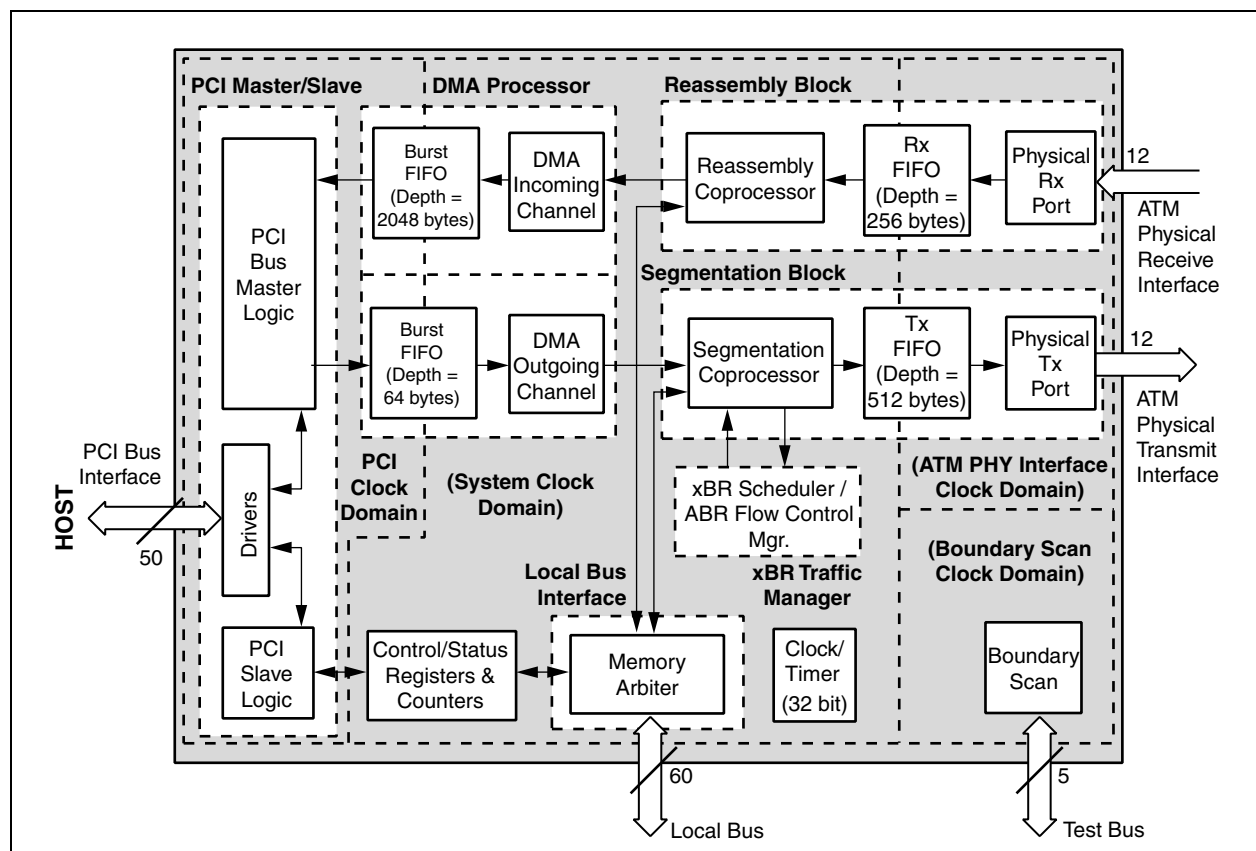 PCI Master/Slave
DMA Processor
Reassembly Block
PCI
Bus
Master
Logic
Burst
FIFO
(Depth =
2048 bytes)
DMA
Incoming
Channel
Reassembly
Coprocessor
Rx
FIFO
(Depth =
256 bytes)
Physical
Rx
Port
12
ATM
Physical
Receive
Interface
Segmentation Block
Burst
FIFO
(Depth =
64 bytes)
DMA
Outgoing
Channel
Segmentation
Coprocessor
Tx
FIFO
(Depth =
512 bytes)
Physical
Tx
Port
12
ATM
Physical
Transmit
Interface
PCI Bus
Interface
HOST
50
Drivers
PCI
Clock
Domain
(System Clock
Domain)
xBR Scheduler /
ABR Flow Control
Mgr.
(ATM PHY Interface
Clock Domain)
(Boundary Scan
Clock Domain)
Local Bus
Interface
xBR Traffic
Manager
PCI
Slave
Logic
Control/Status
Registers &
Counters
Memory
Arbiter
Clock/
Timer
(32 bit)
Boundary
Scan
60
5
Local Bus
Test Bus